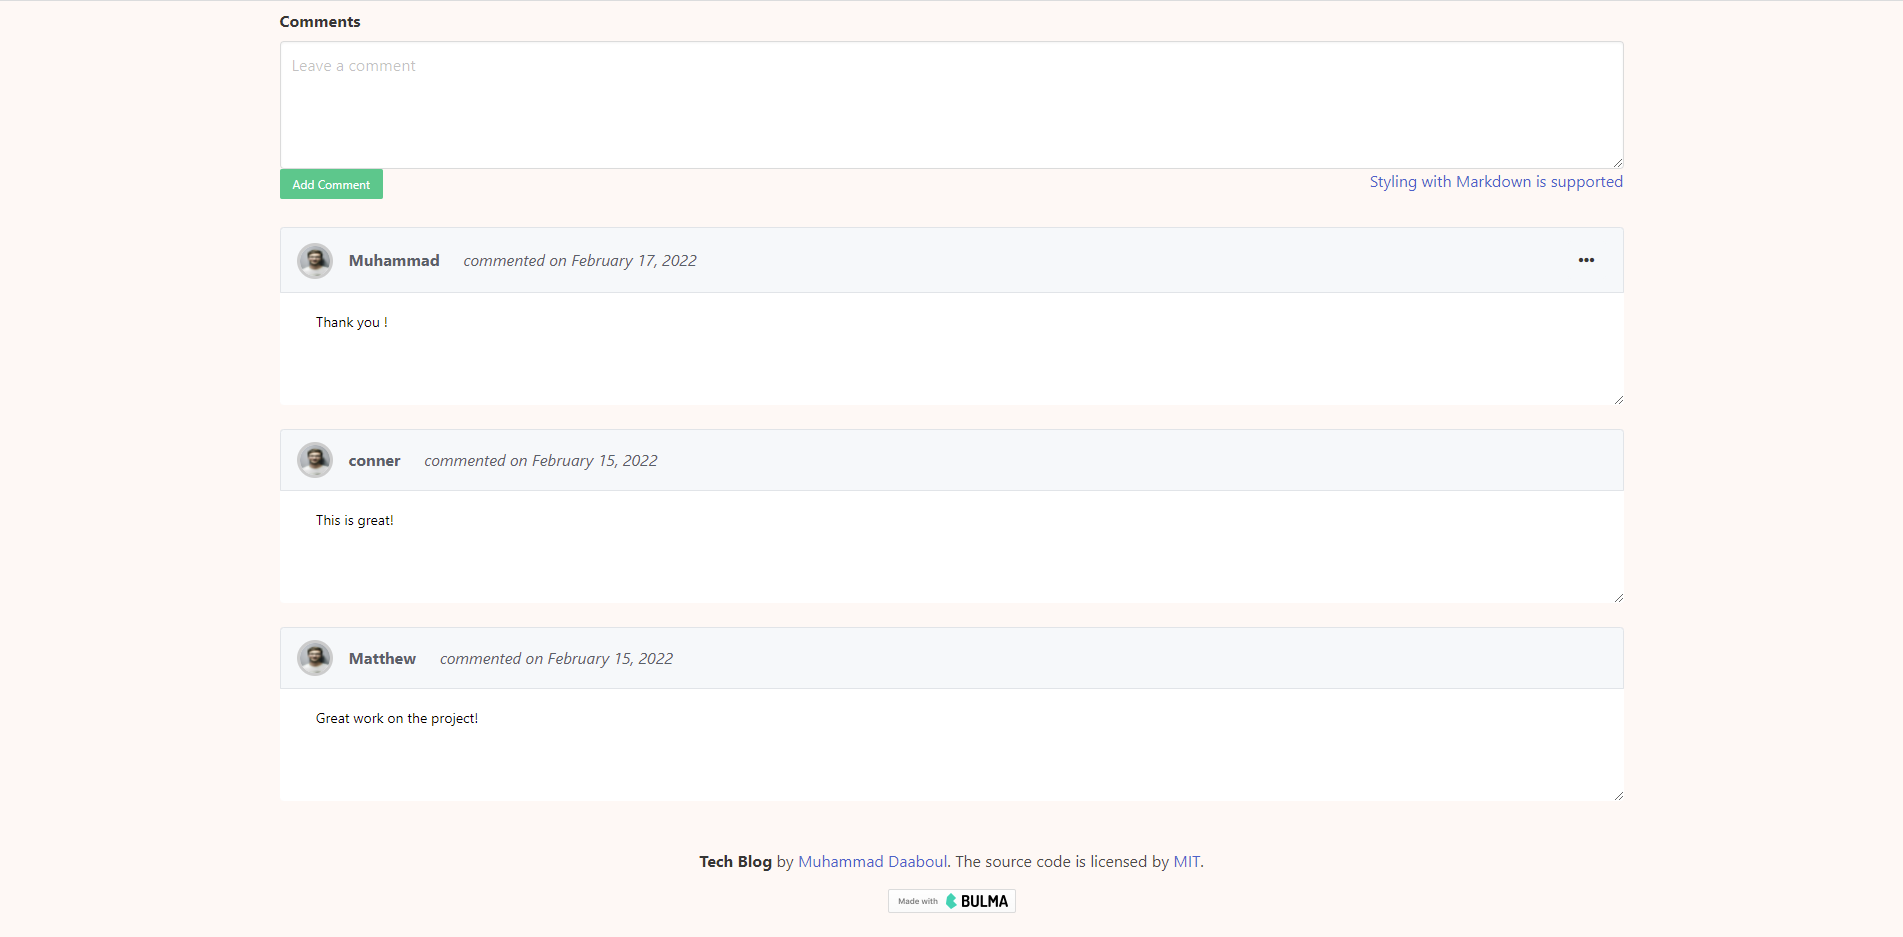 Comments
Leave a comment
Add Comment
Styling with Markdown is supported
Muhammad commented on February 17, 2022 •••
Thank you !
conner commented on February 15, 2022
This is great!
Matthew commented on February 15, 2022
Great work on the project!
Tech Blog by Muhammad Daaboul. The source code is licensed by MIT.
Made with BULMA